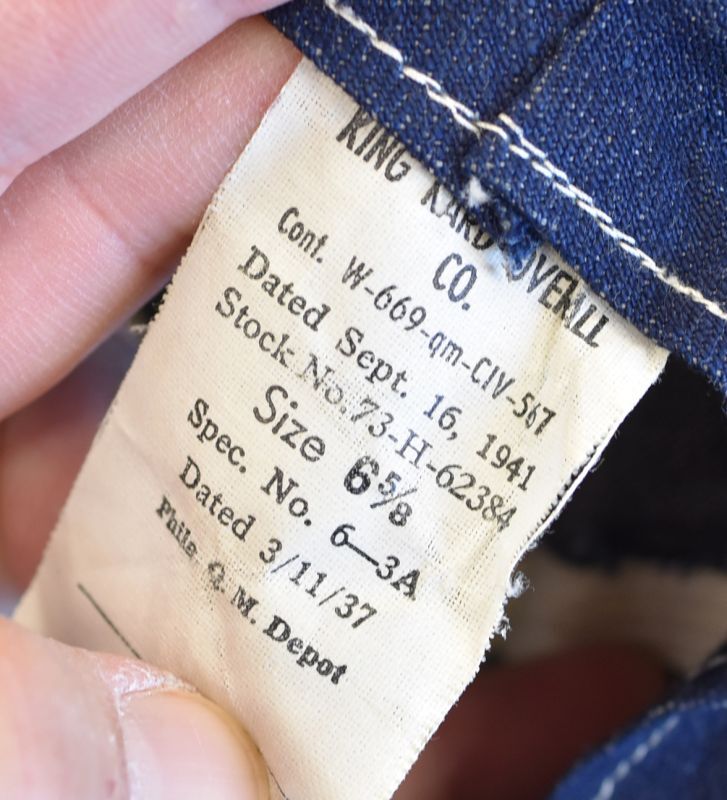 KING KARD OVERALL
CO.
Cont. W-669-qm-CIV-567
Dated Sept. 16, 1941
Stock No. 73-H-62384
Size 6⅝
Spec. No. 6—3A
Dated 3/11/37
Phila. Q. M. Depot